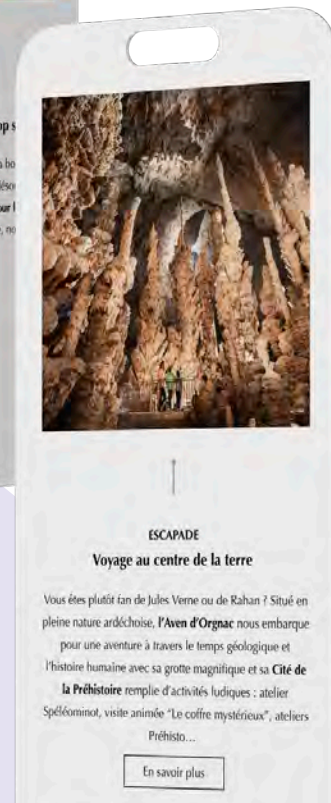 ESCAPADE
Voyage au centre de la terre
Vous êtes plutôt fan de Jules Verne ou de Rahan ? Situé en
pleine nature ardéchoise, l'Aven d'Orgnac nous embarque
pour une aventure à travers le temps géologique et
l'histoire humaine avec sa grotte magnifique et sa Cité de
la Préhistoire remplie d'activités ludiques : atelier
Spéléominot, visite animée "Le coffre mystérieux", ateliers
Préhisto...
En savoir plus